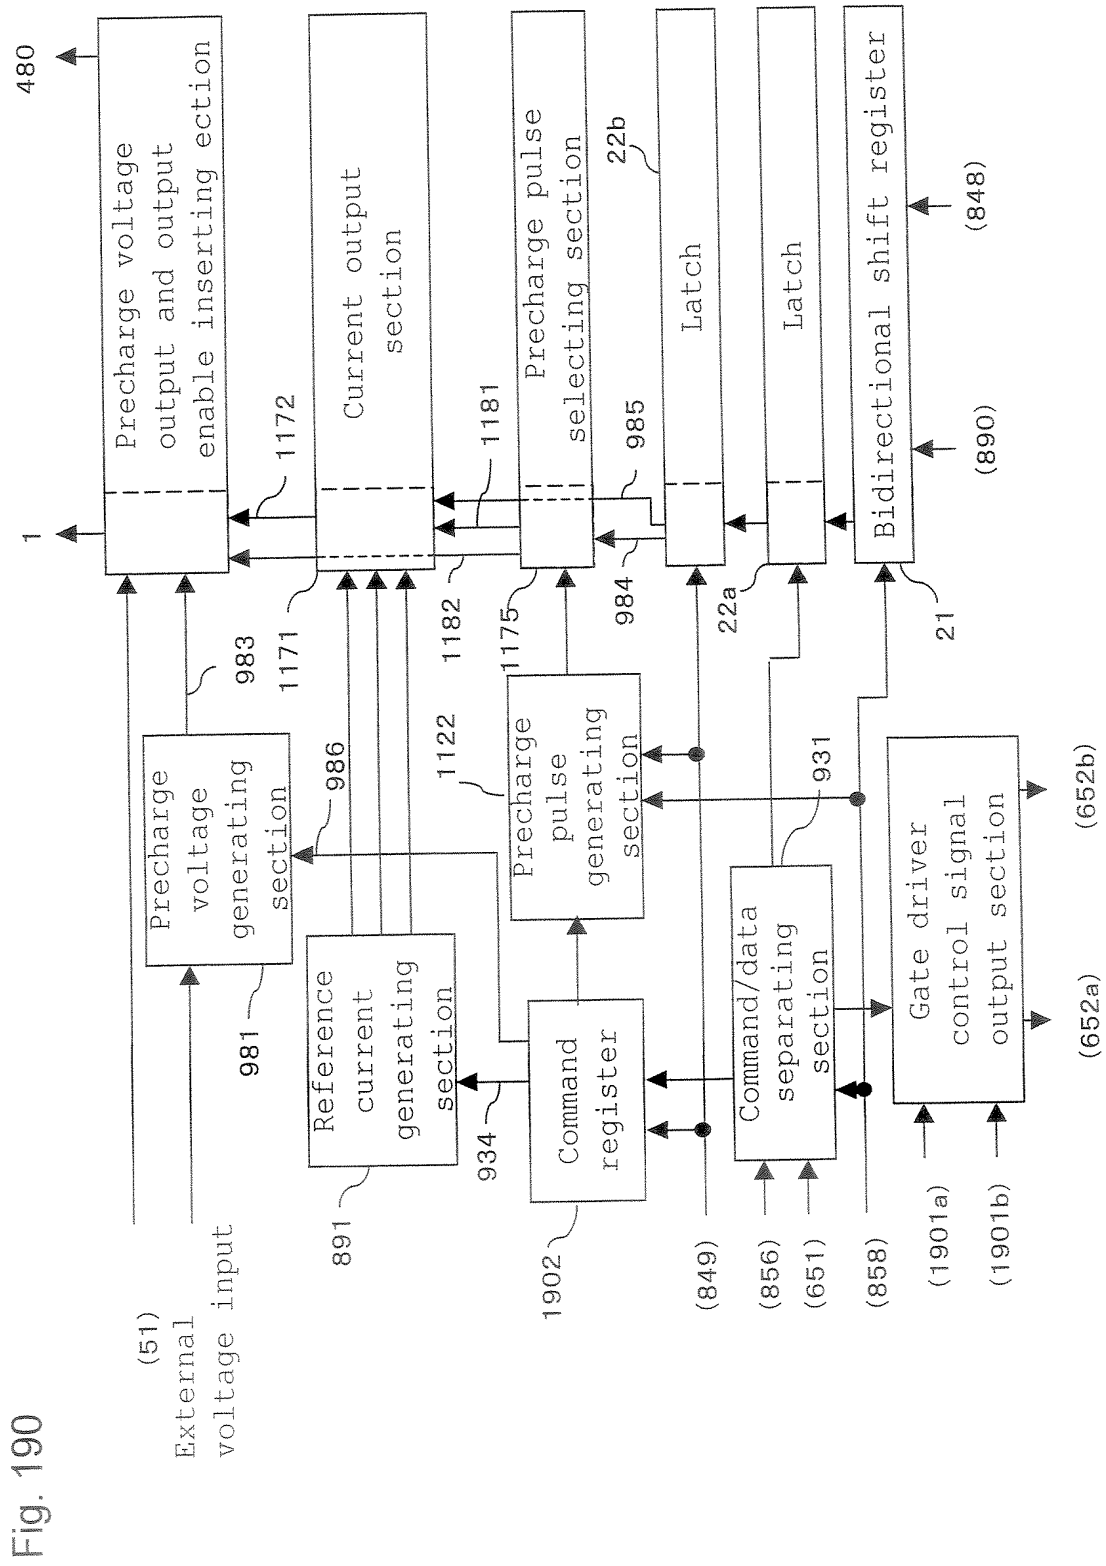 Fig. 190
(51)
External
voltage input
480
1
Precharge voltage
output and output
enable inserting ection
1172
983
1171
Precharge
voltage
generating
section
981
986
Current output
section
1181
1182
Reference
current
generating
section
891
934
1175
Precharge pulse
selecting section
985
984
1122
Precharge
pulse
generating
section
Command
register
1902
22b
Latch
22a
Latch
931
Command/data
separating
section
Bidirectional shift register
21
(848)
(890)
Gate driver
control signal
output section
(652b)
(652a)
(849)
(856)
(651)
(858)
(1901a)
(1901b)